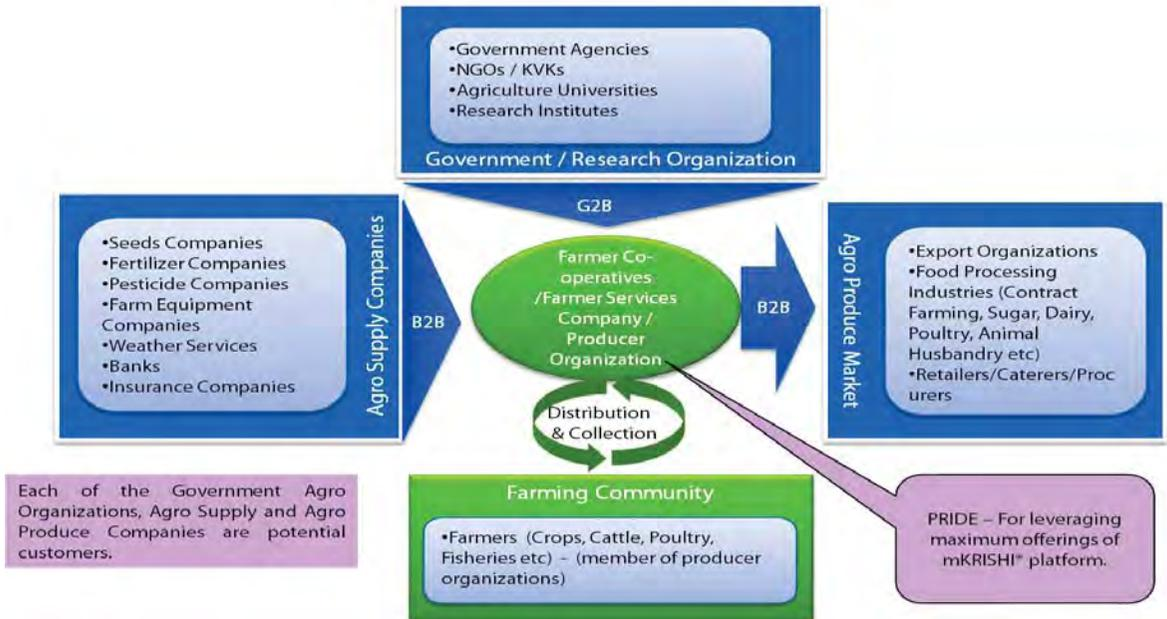 •Government Agencies
•NGOs / KVKs
•Agriculture Universities
•Research Institutes
Government / Research Organization
G2B
•Seeds Companies
•Fertilizer Companies
•Pesticide Companies
•Farm Equipment
Companies
•Weather Services
•Banks
•Insurance Companies
Agro Supply Companies
B2B
Farmer Co-
operatives
/Farmer Services
Company /
Producer
Organization
B2B
Agro Produce Market
•Export Organizations
•Food Processing
Industries (Contract
Farming, Sugar, Dairy,
Poultry, Animal
Husbandry etc)
•Retailers/Caterers/Proc
urers
Distribution
& Collection
Farming Community
•Farmers (Crops, Cattle, Poultry,
Fisheries etc) – (member of producer
organizations)
Each of the Government Agro
Organizations, Agro Supply and Agro
Produce Companies are potential
customers.
PRIDE – For leveraging
maximum offerings of
mKRISHI® platform.